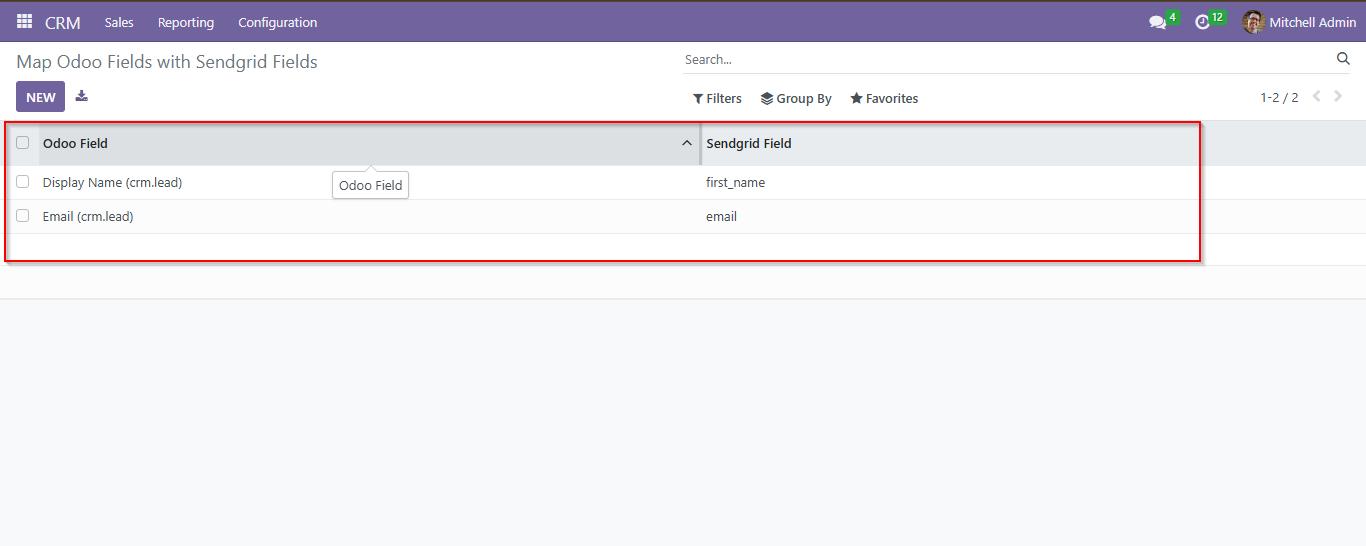 CRM Sales Reporting Configuration 4 12 Mitchell Admin
Map Odoo Fields with Sendgrid Fields Search...
NEW Filters Group By Favorites 1-2 / 2
Odoo Field Sendgrid Field
Display Name (crm.lead) first_name
Odoo Field
Email (crm.lead) email